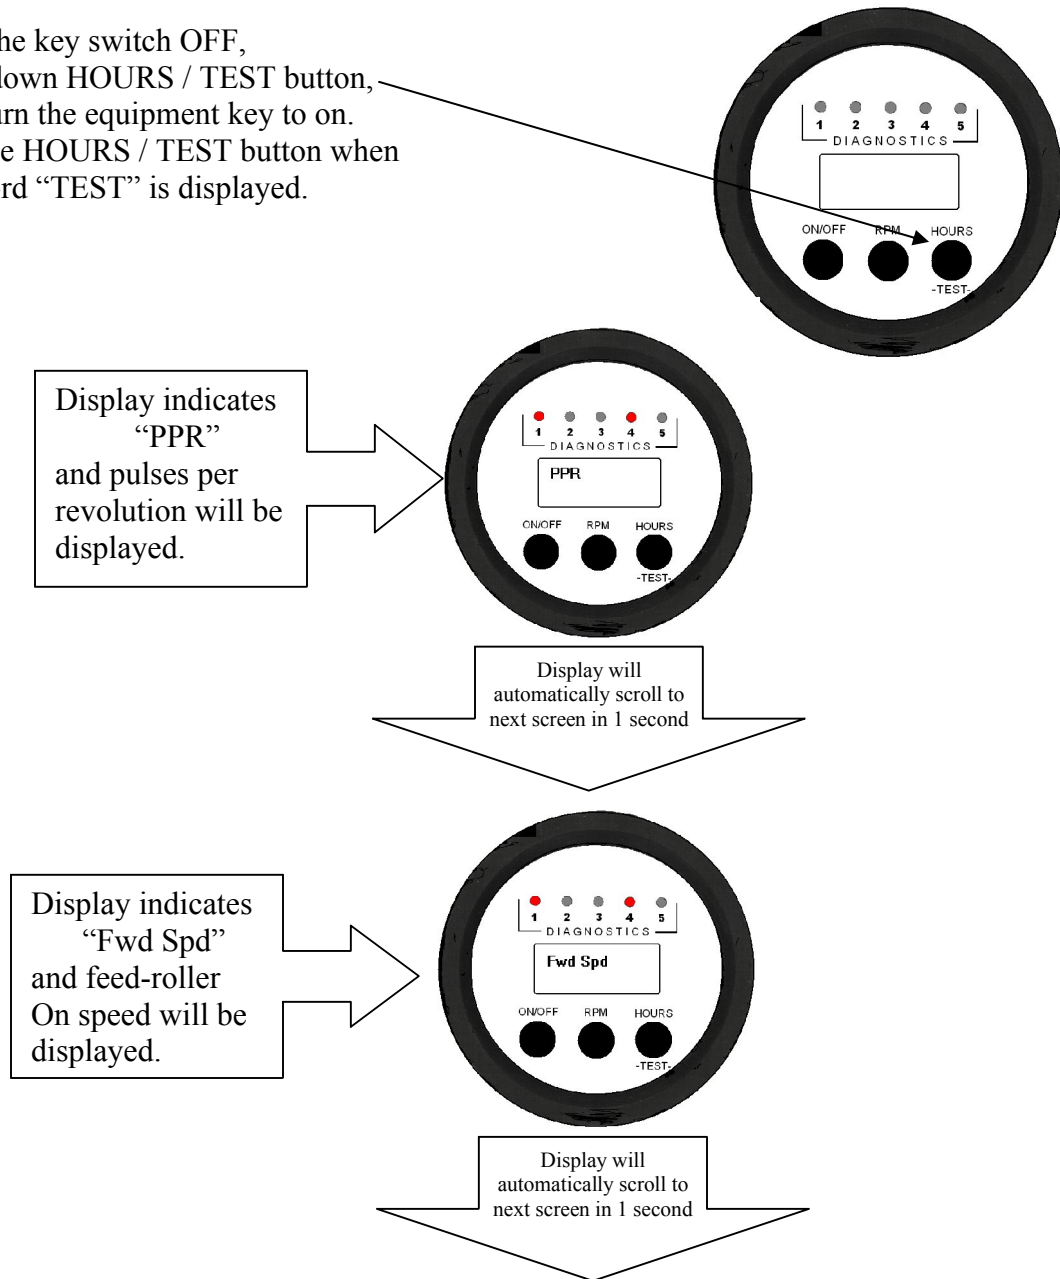 he key switch OFF,
down HOURS / TEST button,
urn the equipment key to on.
e HOURS / TEST button when
ord “TEST” is displayed.
1 2 3 4 5
DIAGNOSTICS
ON/OFF RPM HOURS
-TEST-
Display indicates
“PPR”
and pulses per
revolution will be
displayed.
1 2 3 4 5
DIAGNOSTICS
PPR
ON/OFF RPM HOURS
-TEST-
Display will
automatically scroll to
next screen in 1 second
Display indicates
“Fwd Spd”
and feed-roller
On speed will be
displayed.
1 2 3 4 5
DIAGNOSTICS
Fwd Spd
ON/OFF RPM HOURS
-TEST-
Display will
automatically scroll to
next screen in 1 second